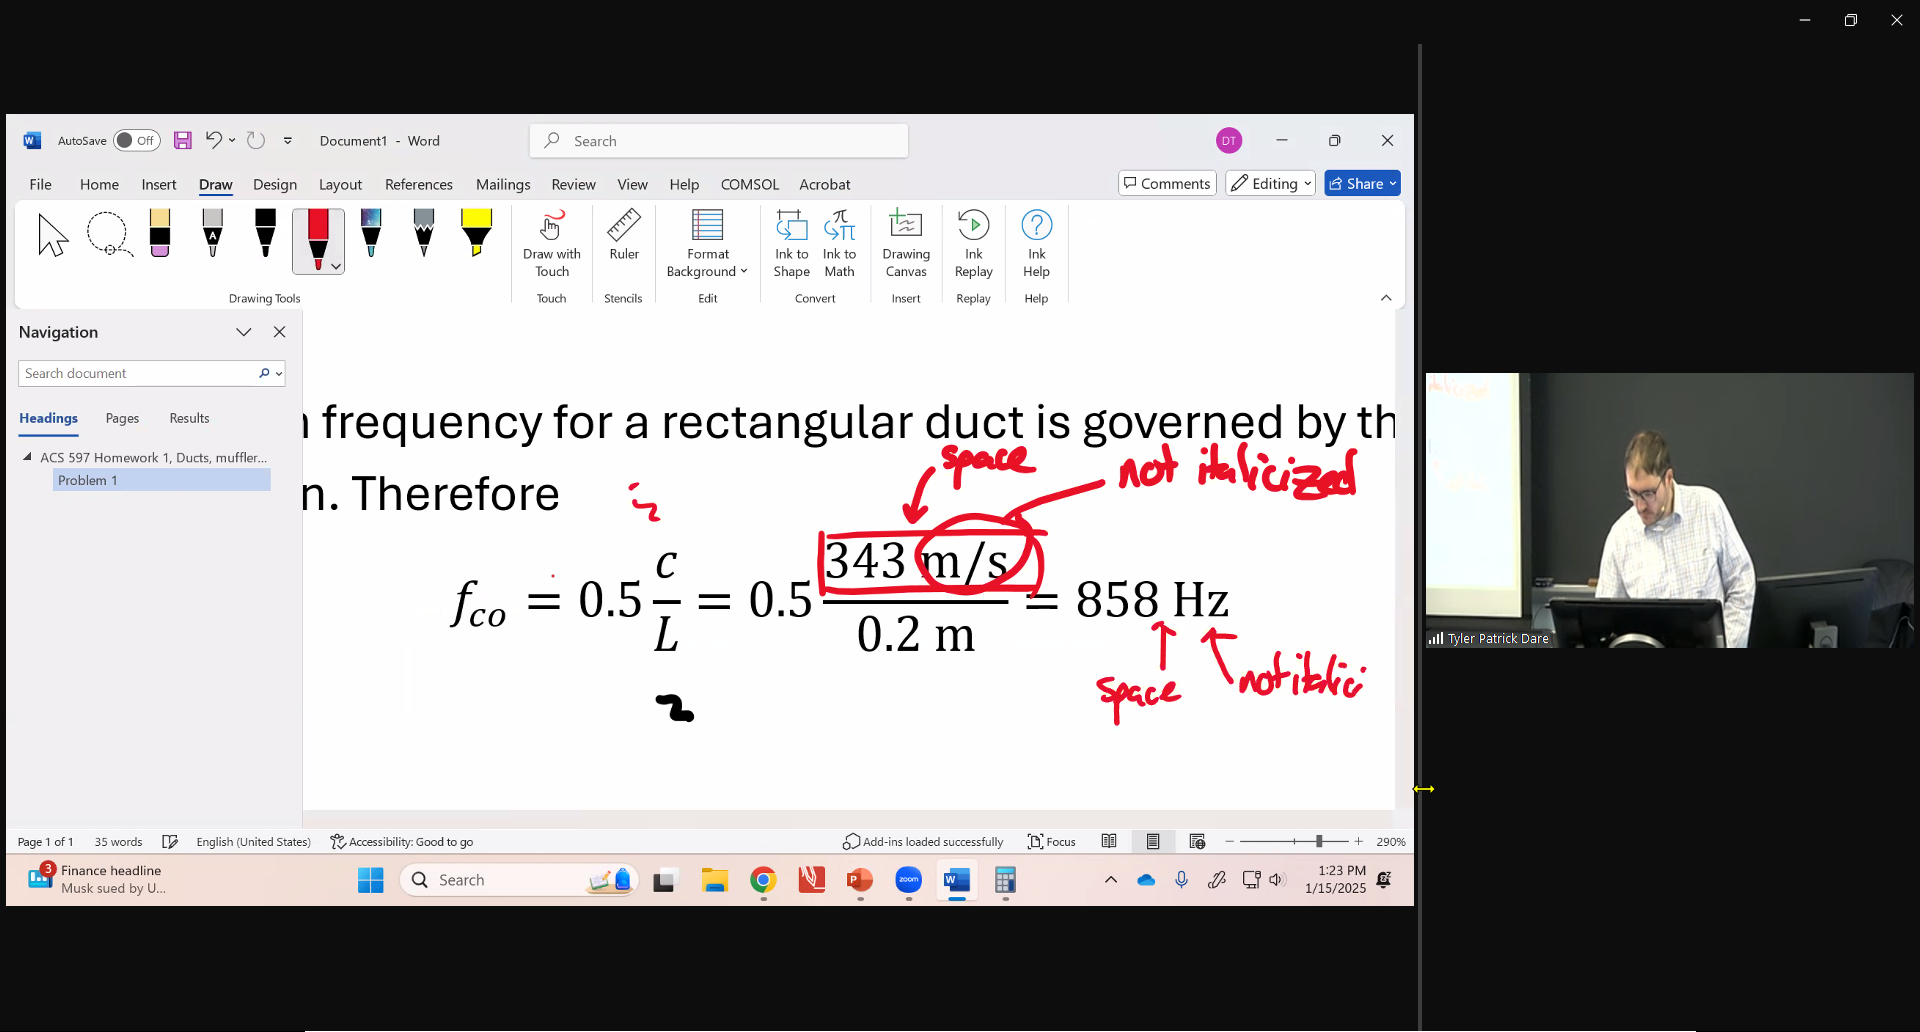 AutoSave Off Document1 - Word Search DT
File Home Insert Draw Design Layout References Mailings Review View Help COMSOL Acrobat Comments Editing Share
Draw with Touch
Ruler
Format Background
Ink to Shape
Ink to Math
Drawing Canvas
Ink Replay
Ink Help
Drawing Tools Touch Stencils Edit Convert Insert Replay Help
Navigation
Search document
Headings Pages Results
ACS 597 Homework 1, Ducts, muffler...
Problem 1
frequency for a rectangular duct is governed by th
space
not italicized
n. Therefore
f_co = 0.5 c/L = 0.5 343 m/s / 0.2 m = 858 Hz
space
not italici
Page 1 of 1 35 words English (United States) Accessibility: Good to go Add-ins loaded successfully Focus 290%
3 Finance headline
Musk sued by U...
Search
zoom
1:23 PM
1/15/2025
Tyler Patrick Dare